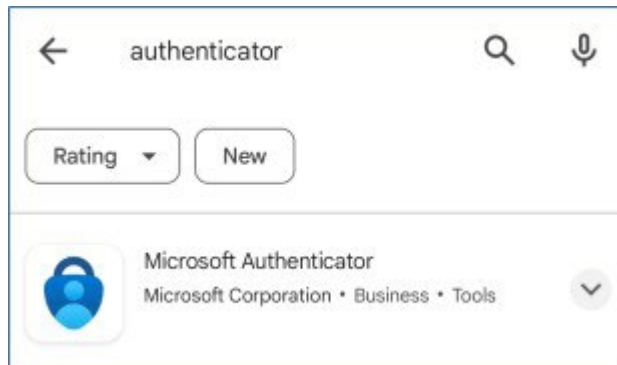 authenticator
Rating New
Microsoft Authenticator
Microsoft Corporation • Business • Tools